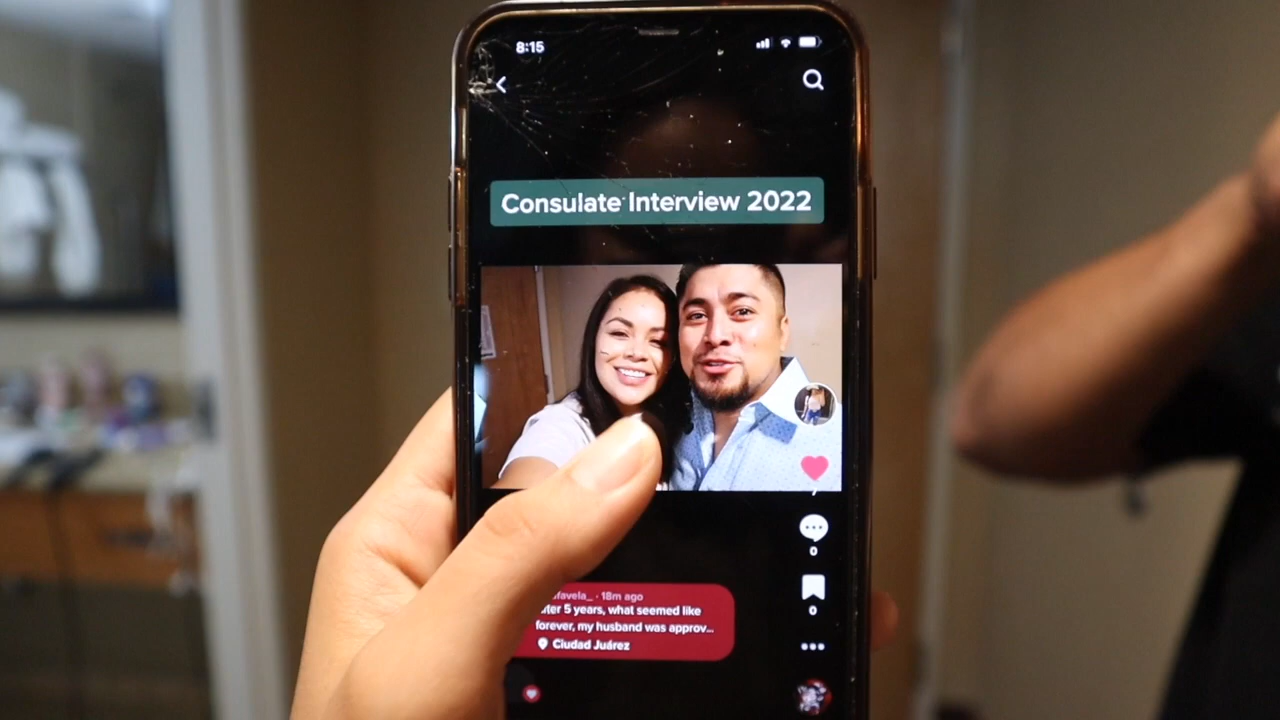 8:15
Consulate Interview 2022
favela_ · 18m ago
5 years, what seemed like
forever, my husband was approv...
Ciudad Juárez
0
0